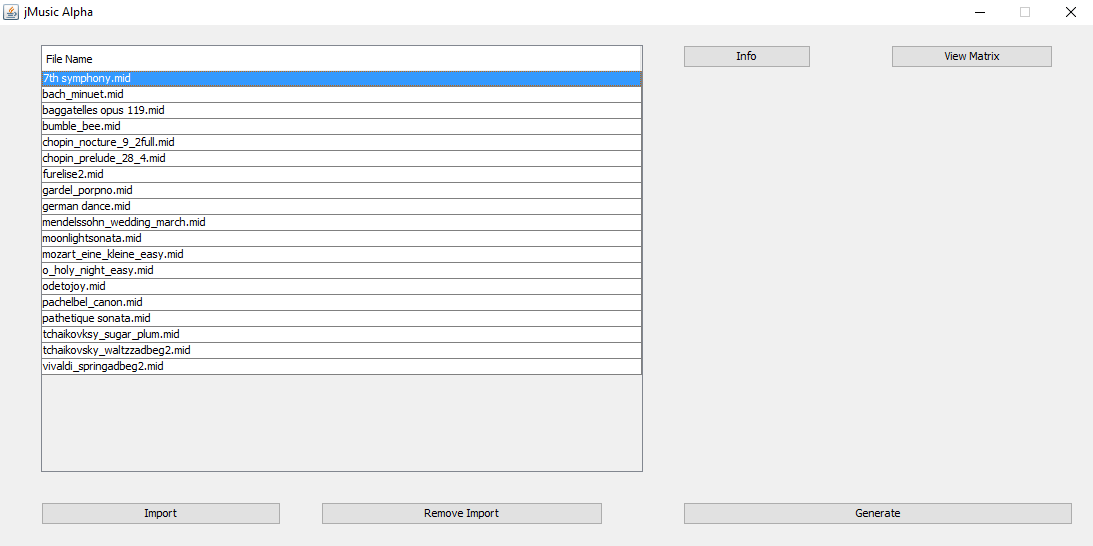 jMusic Alpha
File Name
Info
View Matrix
7th symphony.mid
bach_minuet.mid
baggatelles opus 119.mid
bumble_bee.mid
chopin_nocture_9_2full.mid
chopin_prelude_28_4.mid
furelise2.mid
gardel_porpno.mid
german dance.mid
mendelssohn_wedding_march.mid
moonlightsonata.mid
mozart_eine_kleine_easy.mid
o_holy_night_easy.mid
odetojoy.mid
pachelbel_canon.mid
pathetique sonata.mid
tchaikovksy_sugar_plum.mid
tchaikovsky_waltzzadbeg2.mid
vivaldi_springadbeg2.mid
Import
Remove Import
Generate